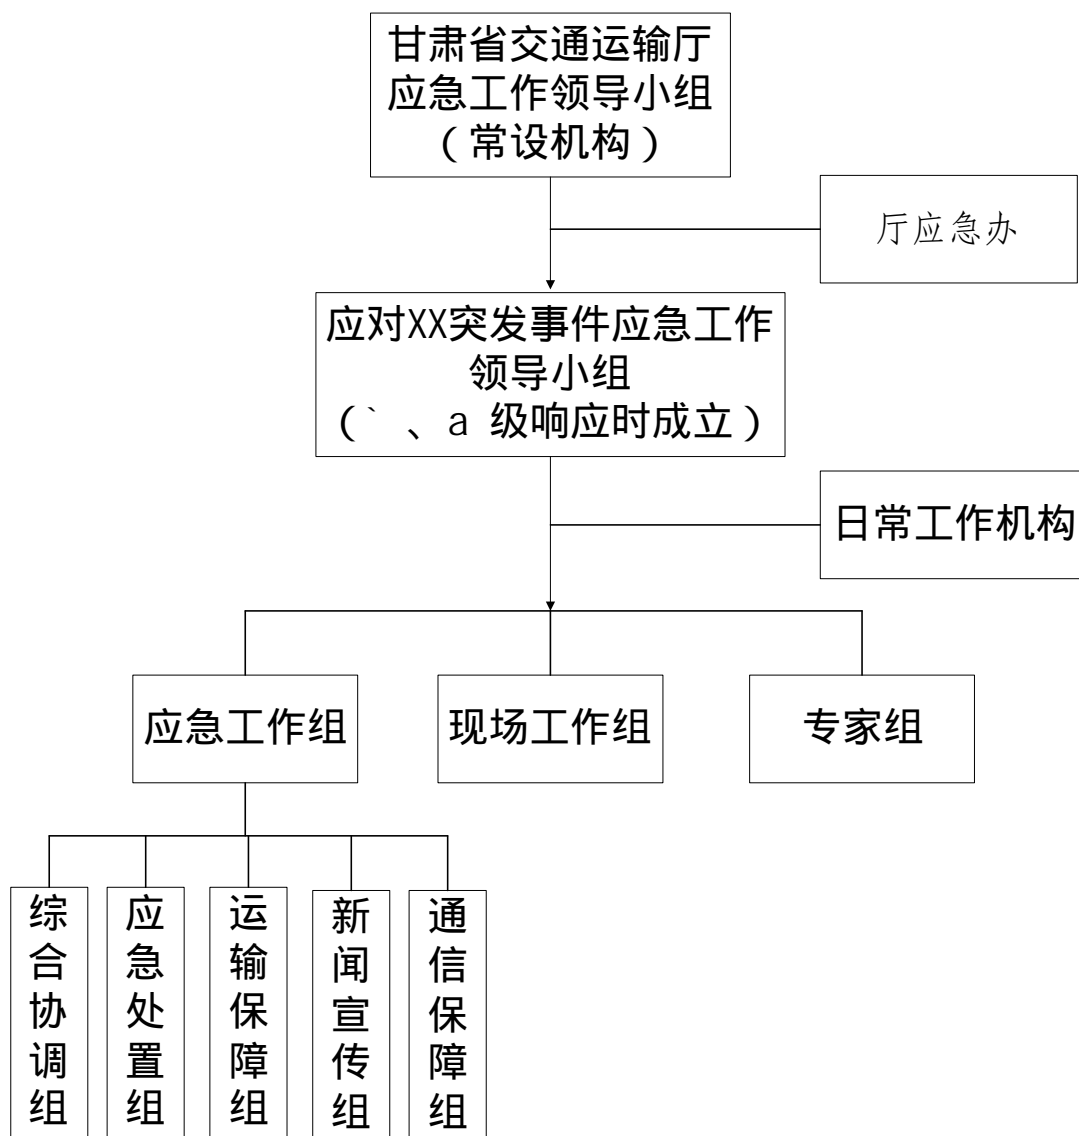 甘肃省交通运输厅
应急工作领导小组
（常设机构）
厅应急办
应对XX突发事件应急工作
领导小组
（` 、a 级响应时成立）
日常工作机构
应急工作组
现场工作组
专家组
综合协调组
应急处置组
运输保障组
新闻宣传组
通信保障组